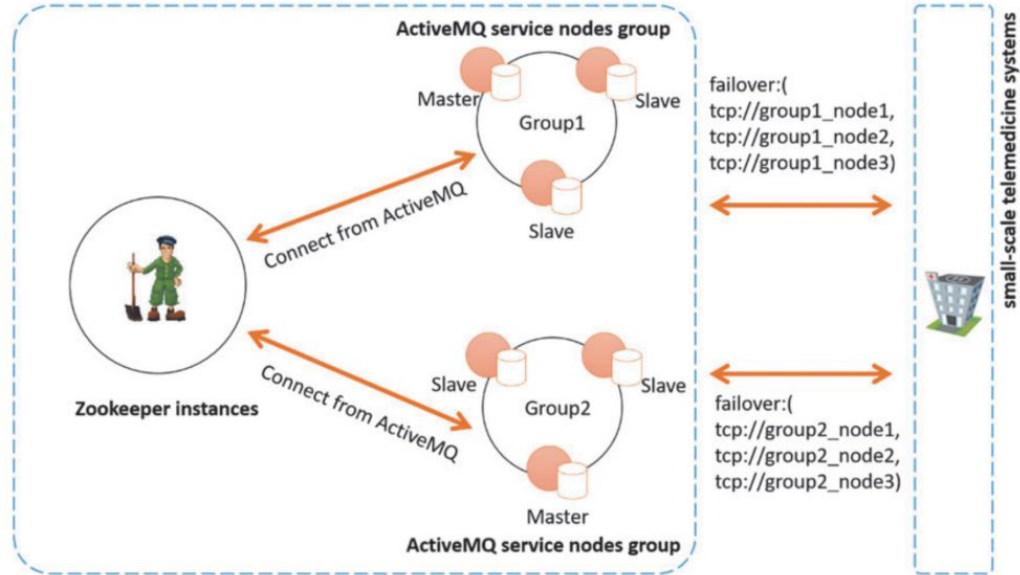 ActiveMQ service nodes group
Master
Slave
Group1
Slave
Connect from ActiveMQ
Zookeeper instances
Connect from ActiveMQ
Slave
Slave
Group2
Master
ActiveMQ service nodes group
failover:(
tcp://group1_node1,
tcp://group1_node2,
tcp://group1_node3)
failover:(
tcp://group2_node1,
tcp://group2_node2,
tcp://group2_node3)
small-scale telemedicine systems